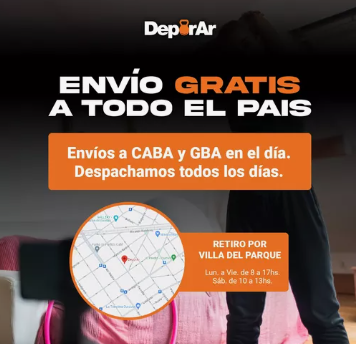 DeporAr
ENVÍO GRATIS
A TODO EL PAIS
Envíos a CABA y GBA en el día.
Despachamos todos los días.
RETIRO POR
VILLA DEL PARQUE
Lun. a Vie. de 8 a 17hs.
Sáb. de 10 a 13hs.